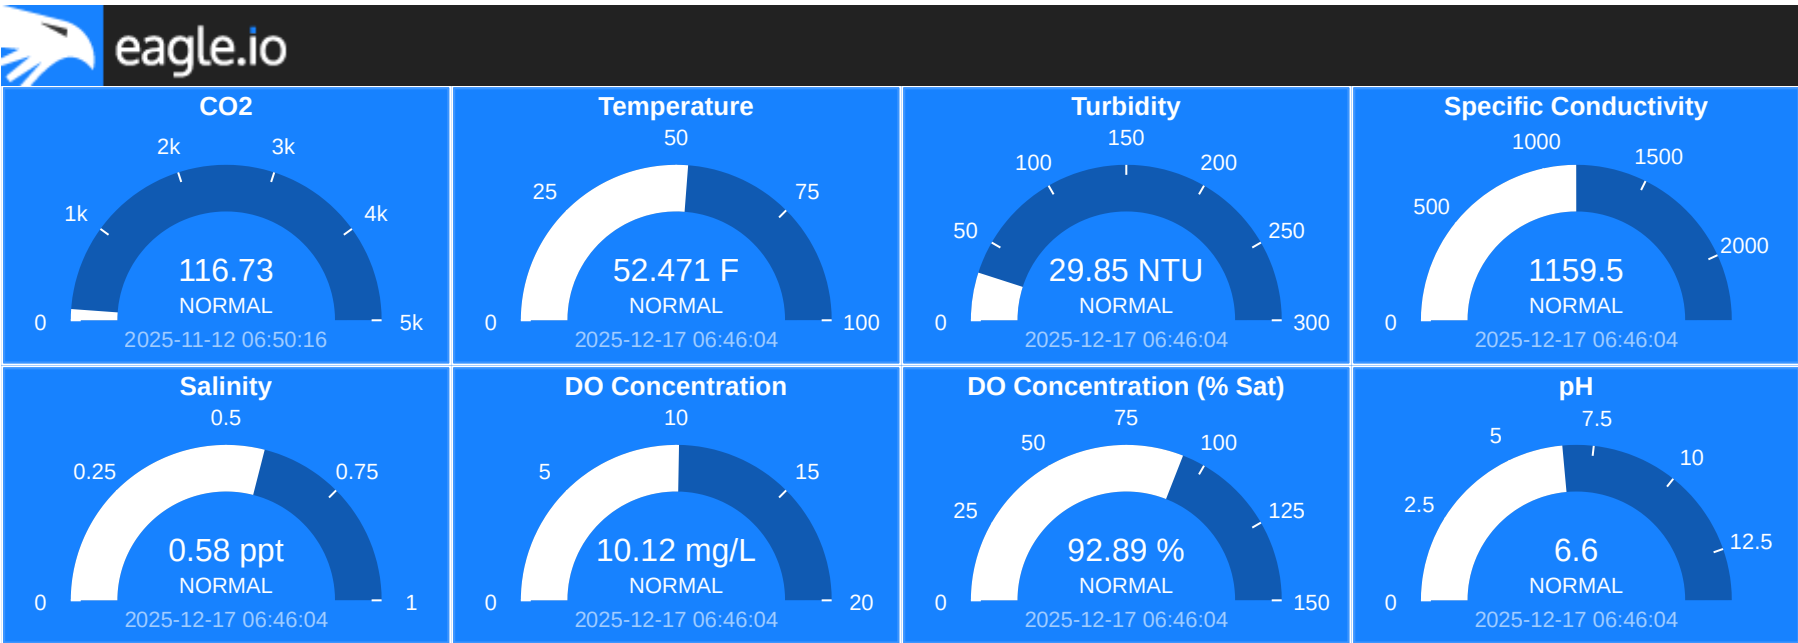 eagle.io
CO2
2k
3k
1k
4k
116.73
NORMAL
0
5k
2025-11-12 06:50:16
Temperature
50
25
75
52.471 F
NORMAL
0
100
2025-12-17 06:46:04
Turbidity
150
100
200
50
250
29.85 NTU
NORMAL
0
300
2025-12-17 06:46:04
Specific Conductivity
1000
1500
500
2000
1159.5
NORMAL
0
2025-12-17 06:46:04
Salinity
0.5
0.25
0.75
0.58 ppt
NORMAL
0
1
2025-12-17 06:46:04
DO Concentration
10
5
15
10.12 mg/L
NORMAL
0
20
2025-12-17 06:46:04
DO Concentration (% Sat)
75
50
100
25
125
92.89 %
NORMAL
0
150
2025-12-17 06:46:04
pH
7.5
5
10
2.5
12.5
6.6
NORMAL
0
2025-12-17 06:46:04